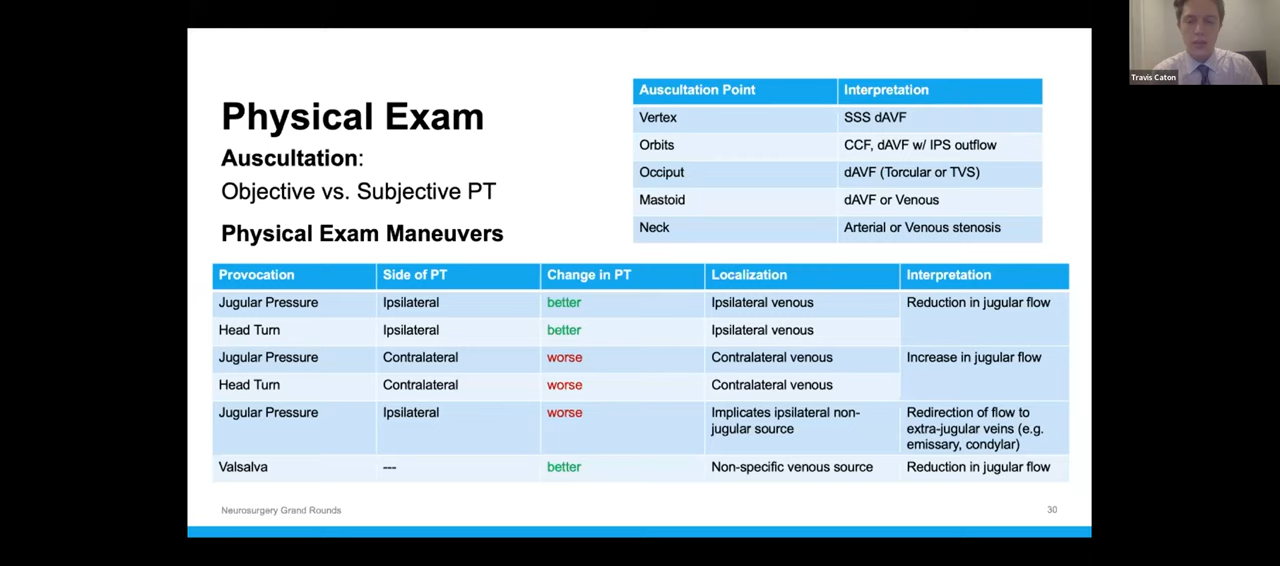 Travis Caton
Physical Exam
Auscultation:
Objective vs. Subjective PT
Physical Exam Maneuvers
Auscultation Point Interpretation
Vertex SSS dAVF
Orbits CCF, dAVF w/ IPS outflow
Occiput dAVF (Torcular or TVS)
Mastoid dAVF or Venous
Neck Arterial or Venous stenosis
Provocation Side of PT Change in PT Localization Interpretation
Jugular Pressure Ipsilateral better Ipsilateral venous Reduction in jugular flow
Head Turn Ipsilateral better Ipsilateral venous
Jugular Pressure Contralateral worse Contralateral venous Increase in jugular flow
Head Turn Contralateral worse Contralateral venous
Jugular Pressure Ipsilateral worse Implicates ipsilateral non- Redirection of flow to
jugular source extra-jugular veins (e.g.
emissary, condylar)
Valsalva --- better Non-specific venous source Reduction in jugular flow
Neurosurgery Grand Rounds 30